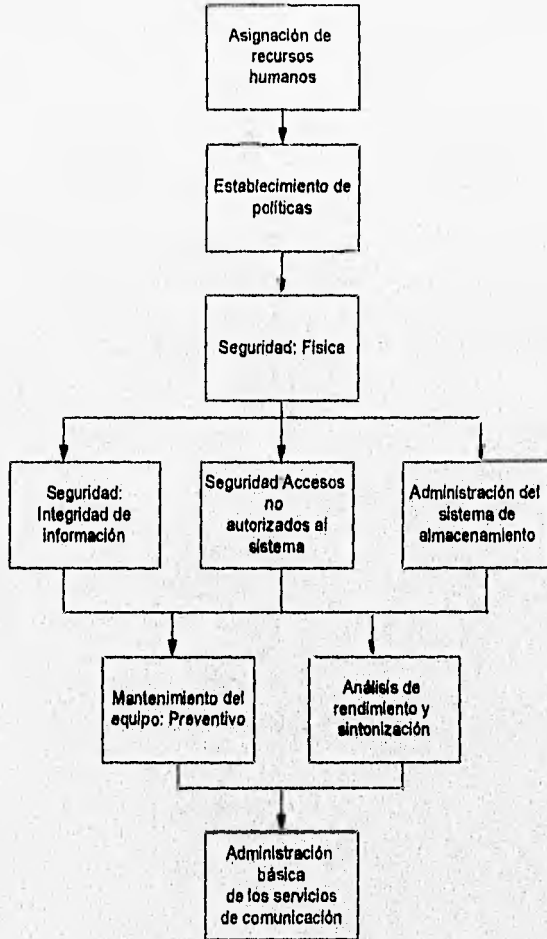 Asignación de
recursos
humanos
Establecimiento de
políticas
Seguridad: Física
Seguridad:
Integridad de
información
Seguridad Accesos
no
autorizados al
sistema
Administración del
sistema de
almacenamiento
Mantenimiento del
equipo: Preventivo
Análisis de
rendimiento y
sintonización
Administración
básica
de los servicios
de comunicación